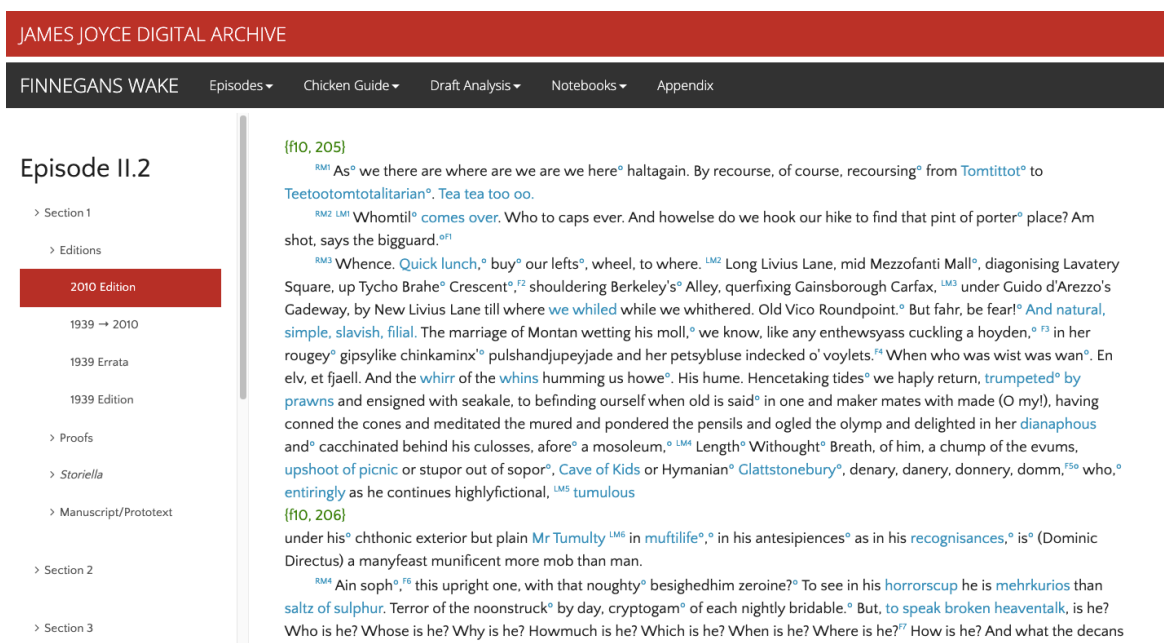 JAMES JOYCE DIGITAL ARCHIVE
FINNEGANS WAKE Episodes Chicken Guide Draft Analysis Notebooks Appendix
Episode II.2
> Section 1
> Editions
2010 Edition
1939 → 2010
1939 Errata
1939 Edition
> Proofs
> Storiella
> Manuscript/Prototext
> Section 2
> Section 3
{f10, 205}
RM1 As° we there are where are we are we here° haltagain. By recourse, of course, recoursing° from Tomtittot° to
Teetootomtotalitarian°. Tea tea too oo.
RM2 LM1 Whomtil° comes over. Who to caps ever. And howelse do we hook our hike to find that pint of porter° place? Am
shot, says the bigguard.°F1
RM3 Whence. Quick lunch,° buy° our lefts°, wheel, to where. LM2 Long Livius Lane, mid Mezzofanti Mall°, diagonising Lavatery
Square, up Tycho Brahe° Crescent°,F2 shouldering Berkeley's° Alley, querfixing Gainsborough Carfax, LM3 under Guido d'Arezzo's
Gadeway, by New Livius Lane till where we whiled while we whithered. Old Vico Roundpoint.° But fahr, be fear!° And natural,
simple, slavish, filial. The marriage of Montan wetting his moll,° we know, like any enthewsyass cuckling a hoyden,° F3 in her
rougey° gipsylike chinkaminx'° pulshandjupeyjade and her petsybluse indecked o' voylets.F4 When who was wist was wan°. En
elv, et fjaell. And the whirr of the whins humming us howe°. His hume. Hencetaking tides° we haply return, trumpeted° by
prawns and ensigned with seakale, to befinding ourself when old is said° in one and maker mates with made (O my!), having
conned the cones and meditated the mured and pondered the pensils and ogled the olymp and delighted in her dianaphous
and° cacchinated behind his culosses, afore° a mosoleum,° LM4 Length° Withought° Breath, of him, a chump of the evums,
upshoot of picnic or stupor out of sopor°, Cave of Kids or Hymanian° Glattstonebury°, denary, danery, donnery, domm,F5° who,°
entiringly as he continues highlyfictional, LM5 tumulous
{f10, 206}
under his° chthonic exterior but plain Mr Tumulty LM6 in muftilife°,° in his antesipiences° as in his recognisances,° is° (Dominic
Directus) a manyfeast munificent more mob than man.
RM4 Ain soph°,F6 this upright one, with that noughty° besighedhim zeroine?° To see in his horrorscup he is mehrkurios than
saltz of sulphur. Terror of the noonstruck° by day, cryptogam° of each nightly bridable.° But, to speak broken heaventalk, is he?
Who is he? Whose is he? Why is he? Howmuch is he? Which is he? When is he? Where is he?F7 How is he? And what the decans